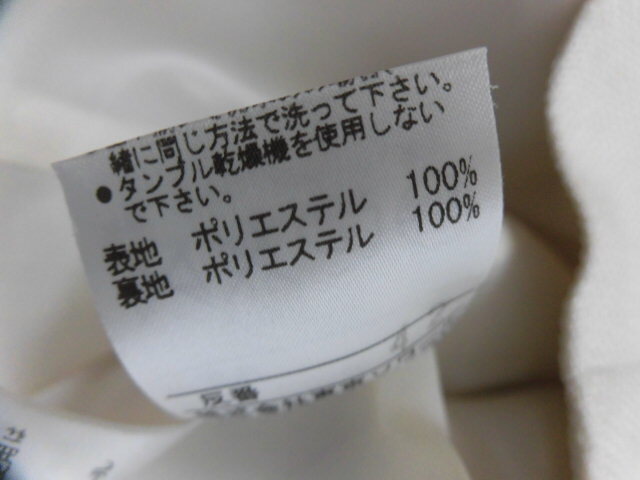 緒に同じ方法で洗って下さい。
●タンブル乾燥機を使用しない
で下さい。
表地 ポリエステル 100%
裏地 ポリエステル 100%
反番